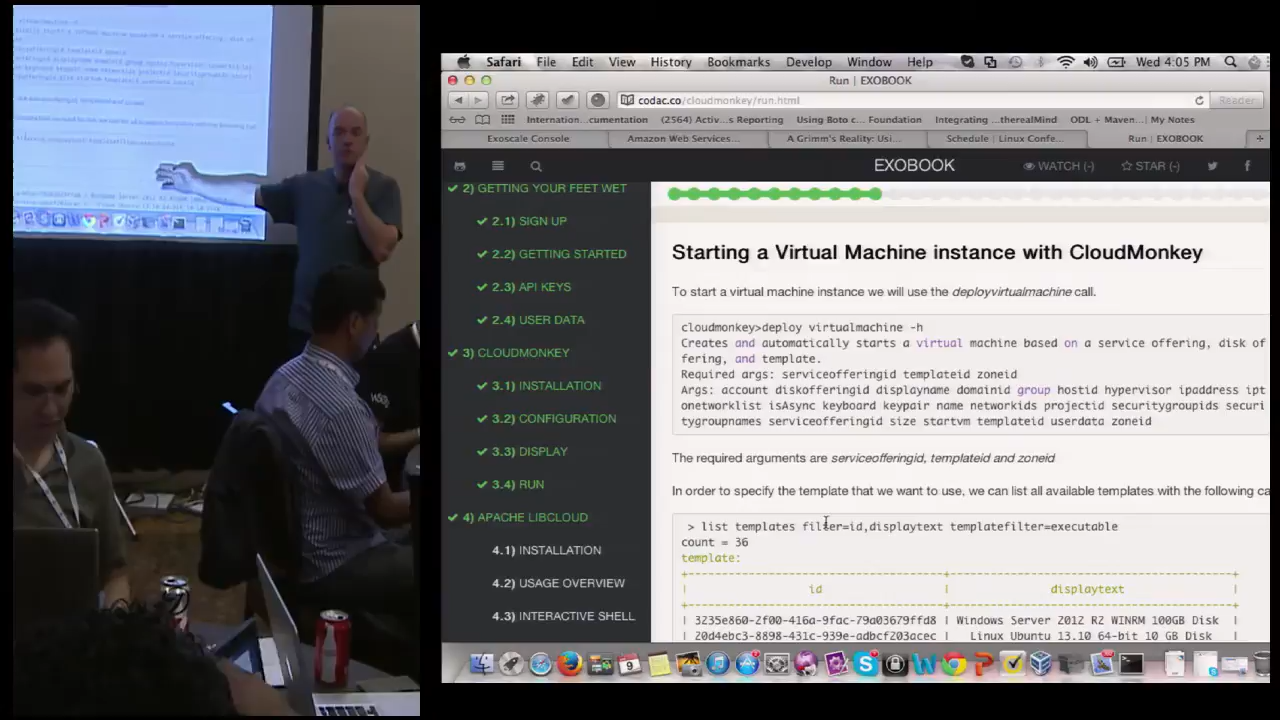 Safari File Edit View History Bookmarks Develop Window Help Wed 4:05 PM
Run | EXOBOOK
codac.co/cloudmonkey/run.html Reader
Internation...cumentation (2564) Activ...s Reporting Using Boto c... Foundation Integrating ...therealMind ODL + Maven... | My Notes
Exoscale Console Amazon Web Services... A Grimm's Reality: Usi... Schedule | Linux Confe... Run | EXOBOOK
EXOBOOK WATCH (-) STAR (-)
2) GETTING YOUR FEET WET
2.1) SIGN UP
2.2) GETTING STARTED
2.3) API KEYS
2.4) USER DATA
3) CLOUDMONKEY
3.1) INSTALLATION
3.2) CONFIGURATION
3.3) DISPLAY
3.4) RUN
4) APACHE LIBCLOUD
4.1) INSTALLATION
4.2) USAGE OVERVIEW
4.3) INTERACTIVE SHELL
Starting a Virtual Machine instance with CloudMonkey
To start a virtual machine instance we will use the deployvirtualmachine call.
cloudmonkey>deploy virtualmachine -h
Creates and automatically starts a virtual machine based on a service offering, disk of
fering, and template.
Required args: serviceofferingid templateid zoneid
Args: account diskofferingid displayname domainid group hostid hypervisor ipaddress ipt
onetworklist isAsync keyboard keypair name networkids projectid securitygroupids securi
tygroupnames serviceofferingid size startvm templateid userdata zoneid
The required arguments are serviceofferingid, templateid and zoneid
In order to specify the template that we want to use, we can list all available templates with the following ca
> list templates filter=id,displaytext templatefilter=executable
count = 36
template:
| id | displaytext |
| 3235e860-2f00-416a-9fac-79a03679ffd8 | Windows Server 2012 R2 WINRM 100GB Disk
| 20d4ebc3-8898-431c-939e-adbcf203acec | Linux Ubuntu 13.10 64-bit 10 GB Disk